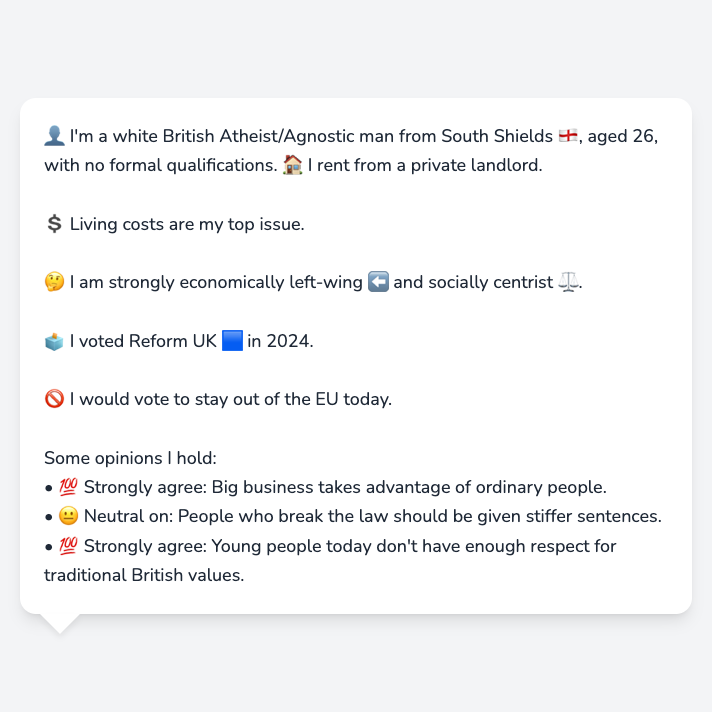 👤 I'm a white British Atheist/Agnostic man from South Shields 🏴󠁧󠁢󠁥󠁮󠁧󠁿, aged 26,
with no formal qualifications. 🏠 I rent from a private landlord.
💲 Living costs are my top issue.
🤔 I am strongly economically left-wing ⬅️ and socially centrist ⚖️.
🗳️ I voted Reform UK 🟦 in 2024.
🚫 I would vote to stay out of the EU today.
Some opinions I hold:
• 💯 Strongly agree: Big business takes advantage of ordinary people.
• 😐 Neutral on: People who break the law should be given stiffer sentences.
• 💯 Strongly agree: Young people today don't have enough respect for
traditional British values.